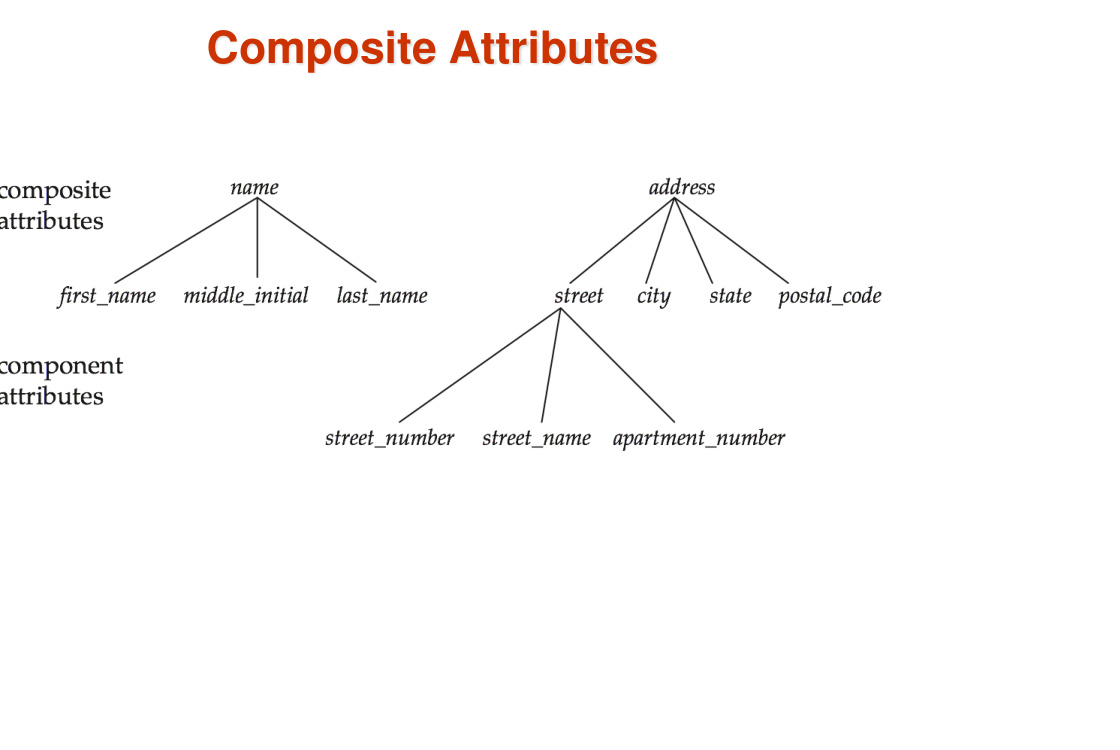 Composite Attributes
composite
attributes
name
address
first_name middle_initial last_name
street city state postal_code
component
attributes
street_number street_name apartment_number